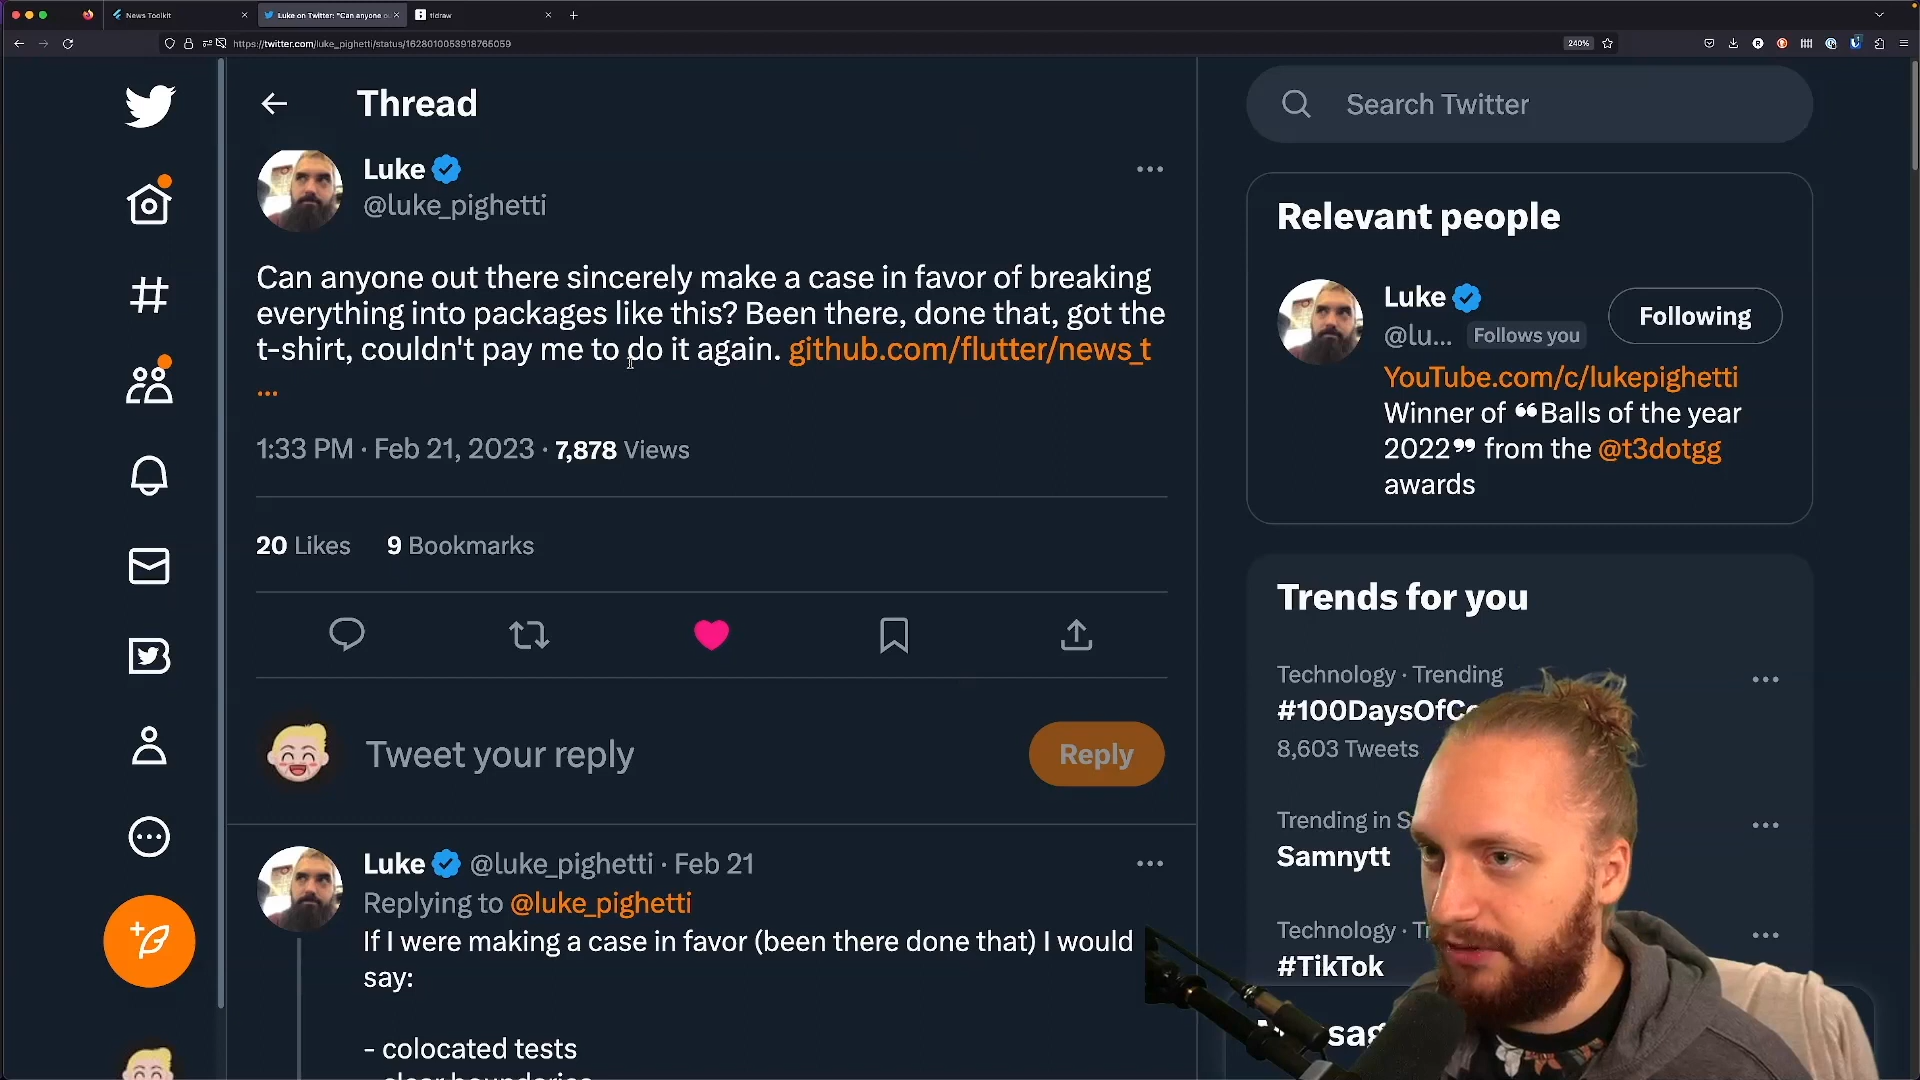 News Toolkit
Luke on Twitter: "Can anyone ou
tldraw
https://twitter.com/luke_pighetti/status/1628010053918765059
240%
Thread
Search Twitter
Luke
@luke_pighetti
Can anyone out there sincerely make a case in favor of breaking
everything into packages like this? Been there, done that, got the
t-shirt, couldn't pay me to do it again. github.com/flutter/news_t
...
1:33 PM · Feb 21, 2023 · 7,878 Views
20 Likes 9 Bookmarks
Tweet your reply
Reply
Luke @luke_pighetti · Feb 21
Replying to @luke_pighetti
If I were making a case in favor (been there done that) I would
say:
- colocated tests
- clear boundaries
Relevant people
Luke
@lu... Follows you
Following
YouTube.com/c/lukepighetti
Winner of ❝Balls of the year
2022❞ from the @t3dotgg
awards
Trends for you
Technology · Trending
#100DaysOfCo
8,603 Tweets
Trending in S
Samnytt
Technology · Tr
#TikTok